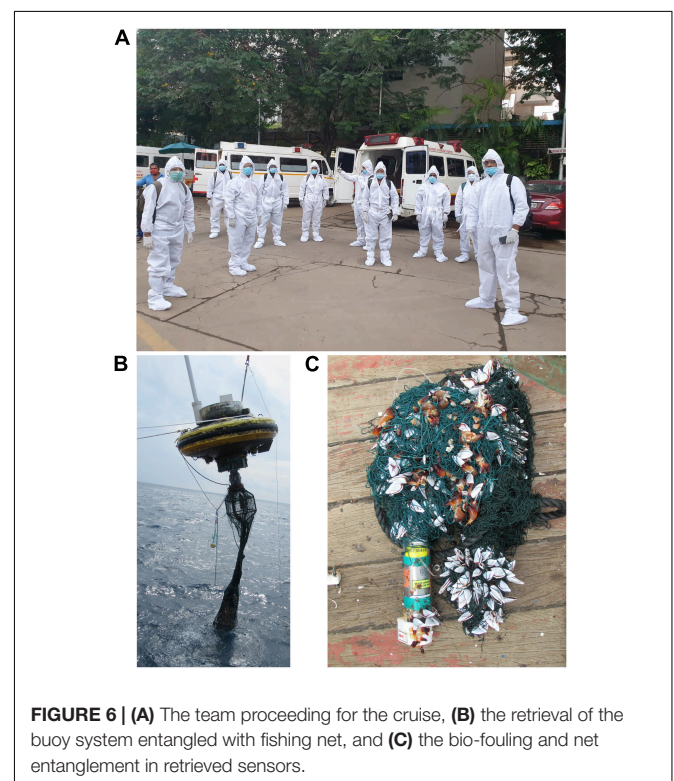 A
B
C
FIGURE 6 | (A) The team proceeding for the cruise, (B) the retrieval of the
buoy system entangled with fishing net, and (C) the bio-fouling and net
entanglement in retrieved sensors.